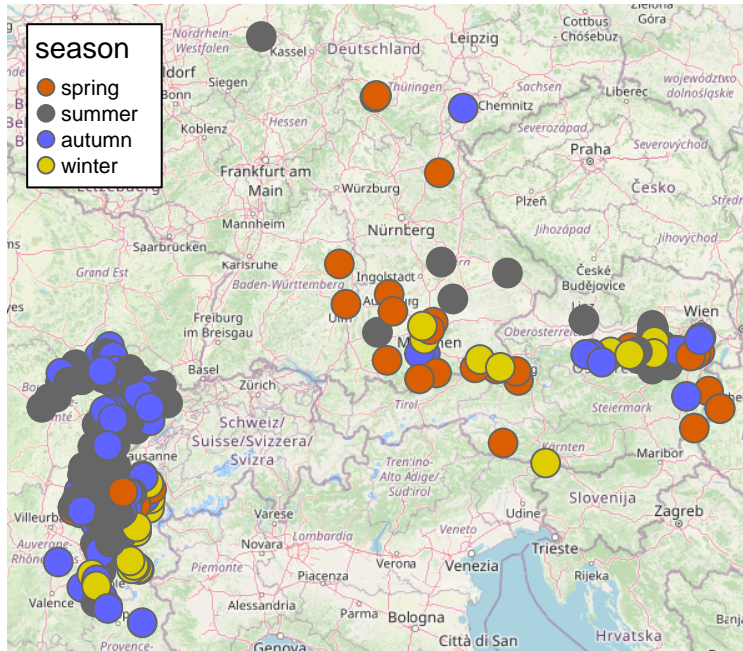 season
spring
summer
autumn
winter
Nordrhein-
Westfalen
Kassel
Leipzig
Cottbus
- Chóśebuz
Zielona
Góra
Deutschland
Sachsen
Siegen
Bonn
Thüringen
Chemnitz
Liberec
województwo
dolnośląskie
Koblenz
Hessen
Severozápad
Severovýchod
Frankfurt am
Main
Praha
Würzburg
Plzeň
Česko
Mannheim
Nürnberg
Jihozápad
Jihovýchod
Saarbrücken
Karlsruhe
Grand Est
Baden-Württemberg
Ingolstadt
České
Budějovice
Freiburg
im Breisgau
Ulm
Linz
Wien
Oberösterreich
Basel
Zürich
Tirol
Steiermark
Schweiz/
Suisse/Svizzera/
Svizra
Kärnten
Maribor
Lausanne
Trentino-
Alto Adige/
Südtirol
Slovenija
Villeurbanne
Udine
Zagreb
Varese
Auvergne-
Rhône-
Novara
Lombardia
Veneto
Trieste
Piemonte
Verona
Venezia
Rijeka
Valence
Piacenza
Alessandria
Parma
Bologna
Hrvatska
Provence-
Genova
Città di San